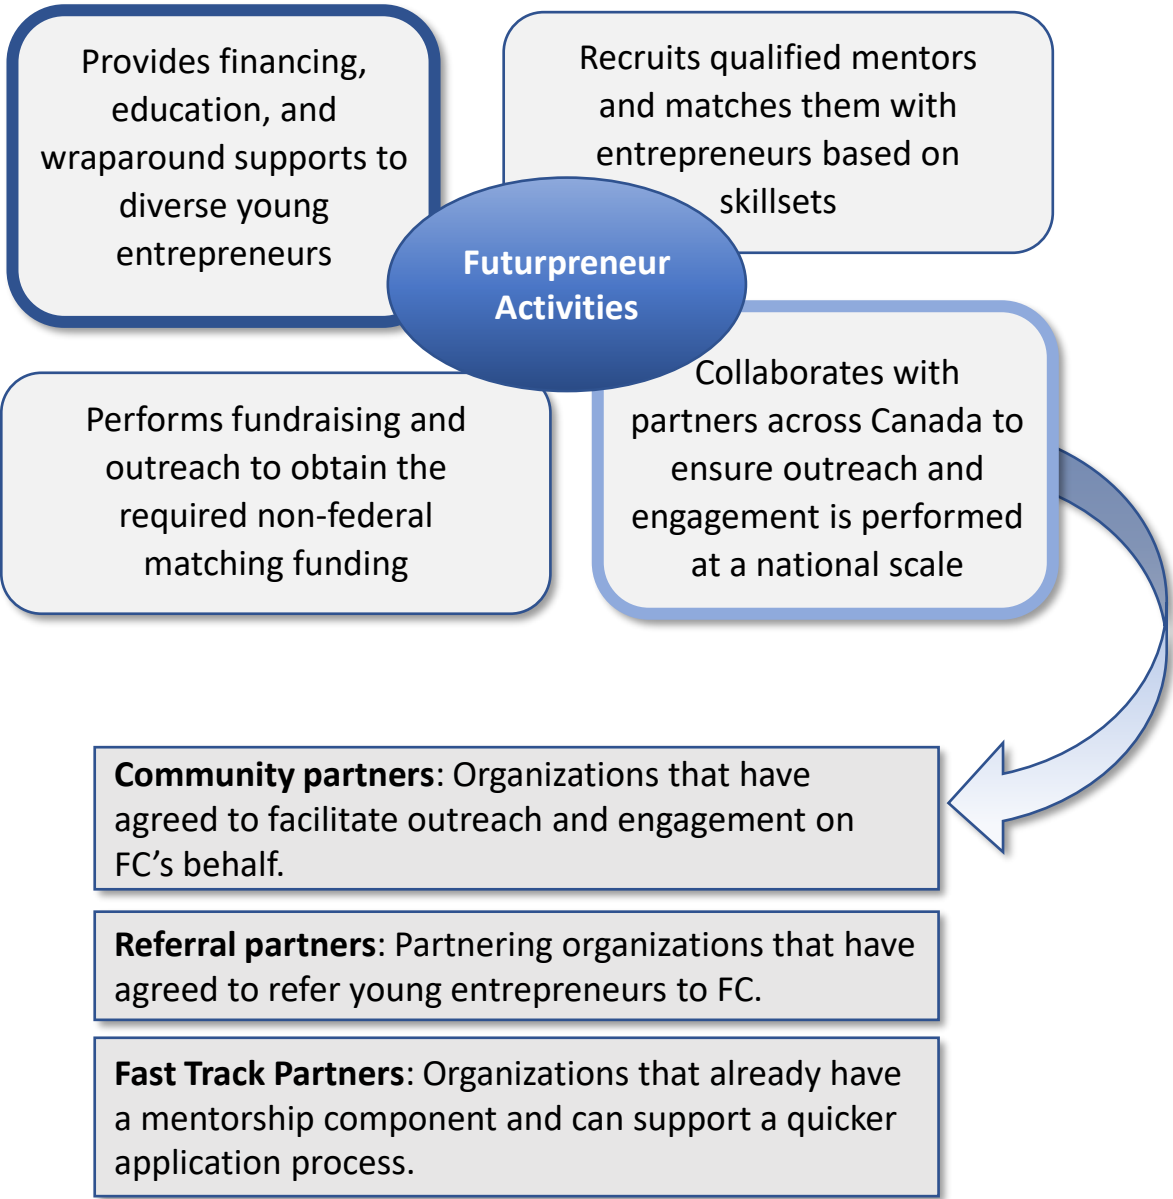 Provides financing,
education, and
wraparound supports to
diverse young
entrepreneurs
Recruits qualified mentors
and matches them with
entrepreneurs based on
skillsets
Futurpreneur
Activities
Performs fundraising and
outreach to obtain the
required non-federal
matching funding
Collaborates with
partners across Canada to
ensure outreach and
engagement is performed
at a national scale
Community partners: Organizations that have
agreed to facilitate outreach and engagement on
FC’s behalf.
Referral partners: Partnering organizations that have
agreed to refer young entrepreneurs to FC.
Fast Track Partners: Organizations that already have
a mentorship component and can support a quicker
application process.